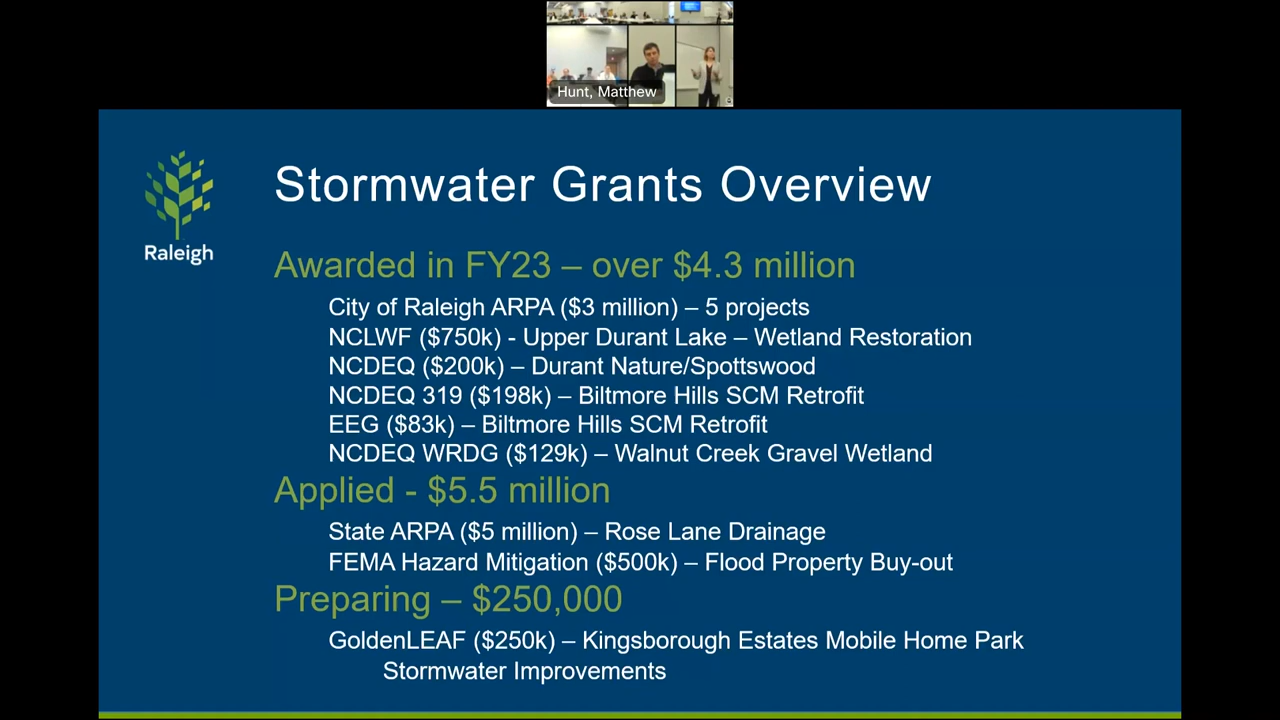 Hunt, Matthew
Raleigh
Stormwater Grants Overview
Awarded in FY23 – over $4.3 million
City of Raleigh ARPA ($3 million) – 5 projects
NCLWF ($750k) - Upper Durant Lake – Wetland Restoration
NCDEQ ($200k) – Durant Nature/Spottswood
NCDEQ 319 ($198k) – Biltmore Hills SCM Retrofit
EEG ($83k) – Biltmore Hills SCM Retrofit
NCDEQ WRDG ($129k) – Walnut Creek Gravel Wetland
Applied - $5.5 million
State ARPA ($5 million) – Rose Lane Drainage
FEMA Hazard Mitigation ($500k) – Flood Property Buy-out
Preparing – $250,000
GoldenLEAF ($250k) – Kingsborough Estates Mobile Home Park
Stormwater Improvements